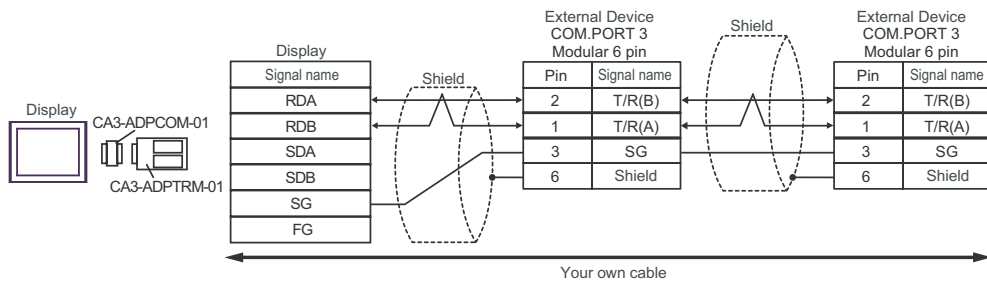 Display
CA3-ADPCOM-01
CA3-ADPTRM-01
Display
Signal name
RDA
RDB
SDA
SDB
SG
FG
Shield
External Device
COM.PORT 3
Modular 6 pin
Pin Signal name
2 T/R(B)
1 T/R(A)
3 SG
6 Shield
Shield
External Device
COM.PORT 3
Modular 6 pin
Pin Signal name
2 T/R(B)
1 T/R(A)
3 SG
6 Shield
Your own cable